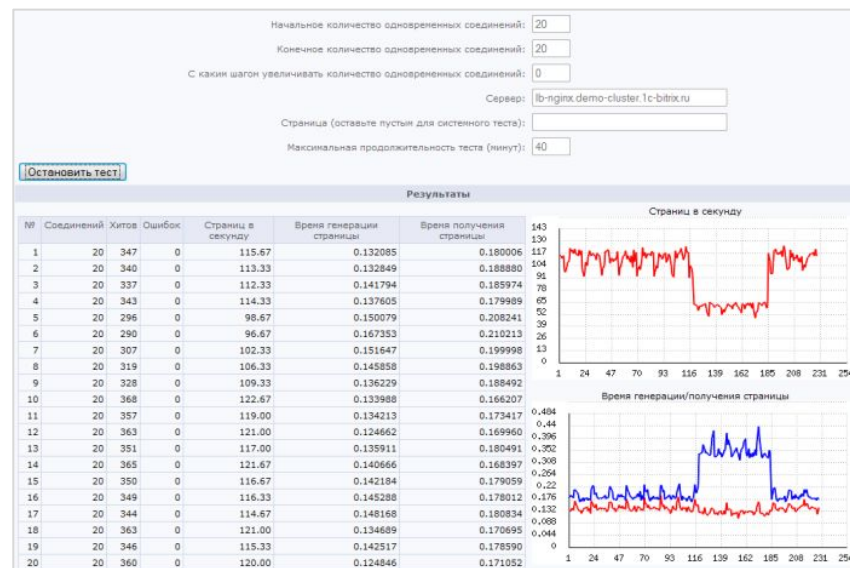 Начальное количество одновременных соединений: 20
Конечное количество одновременных соединений: 20
С каким шагом увеличивать количество одновременных соединений: 0
Сервер: lb-nginx.demo-cluster.1c-bitrix.ru
Страница (оставьте пустым для системного теста):
Максимальная продолжительность теста (минут): 40
Остановить тест
Результаты
№ Соединений Хитов Ошибок Страниц в секунду Время генерации страницы Время получения страницы
1 20 347 0 115.67 0.132085 0.180006
2 20 340 0 113.33 0.132849 0.188880
3 20 337 0 112.33 0.141794 0.185974
4 20 343 0 114.33 0.137605 0.179989
5 20 296 0 98.67 0.150079 0.208241
6 20 290 0 96.67 0.167353 0.210213
7 20 307 0 102.33 0.151647 0.199998
8 20 319 0 106.33 0.145858 0.198863
9 20 328 0 109.33 0.136229 0.188492
10 20 368 0 122.67 0.133988 0.166207
11 20 357 0 119.00 0.134213 0.173417
12 20 363 0 121.00 0.124662 0.169960
13 20 351 0 117.00 0.135911 0.180491
14 20 365 0 121.67 0.140666 0.168397
15 20 350 0 116.67 0.142184 0.179059
16 20 349 0 116.33 0.145288 0.178012
17 20 344 0 114.67 0.148168 0.180834
18 20 363 0 121.00 0.134689 0.170695
19 20 346 0 115.33 0.142517 0.178590
20 20 360 0 120.00 0.124846 0.171052
Страниц в секунду
143
130
117
104
91
78
65
52
39
26
13
0
1 24 47 70 93 116 139 162 185 208 231 254
Время генерации/получения страницы
0.484
0.44
0.396
0.352
0.308
0.264
0.22
0.176
0.132
0.088
0.044
0
1 24 47 70 93 116 139 162 185 208 231 254